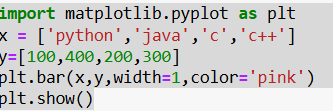 import matplotlib.pyplot as plt
x = ['python','java','c','c++']
y=[100,400,200,300]
plt.bar(x,y,width=1,color='pink')
plt.show()